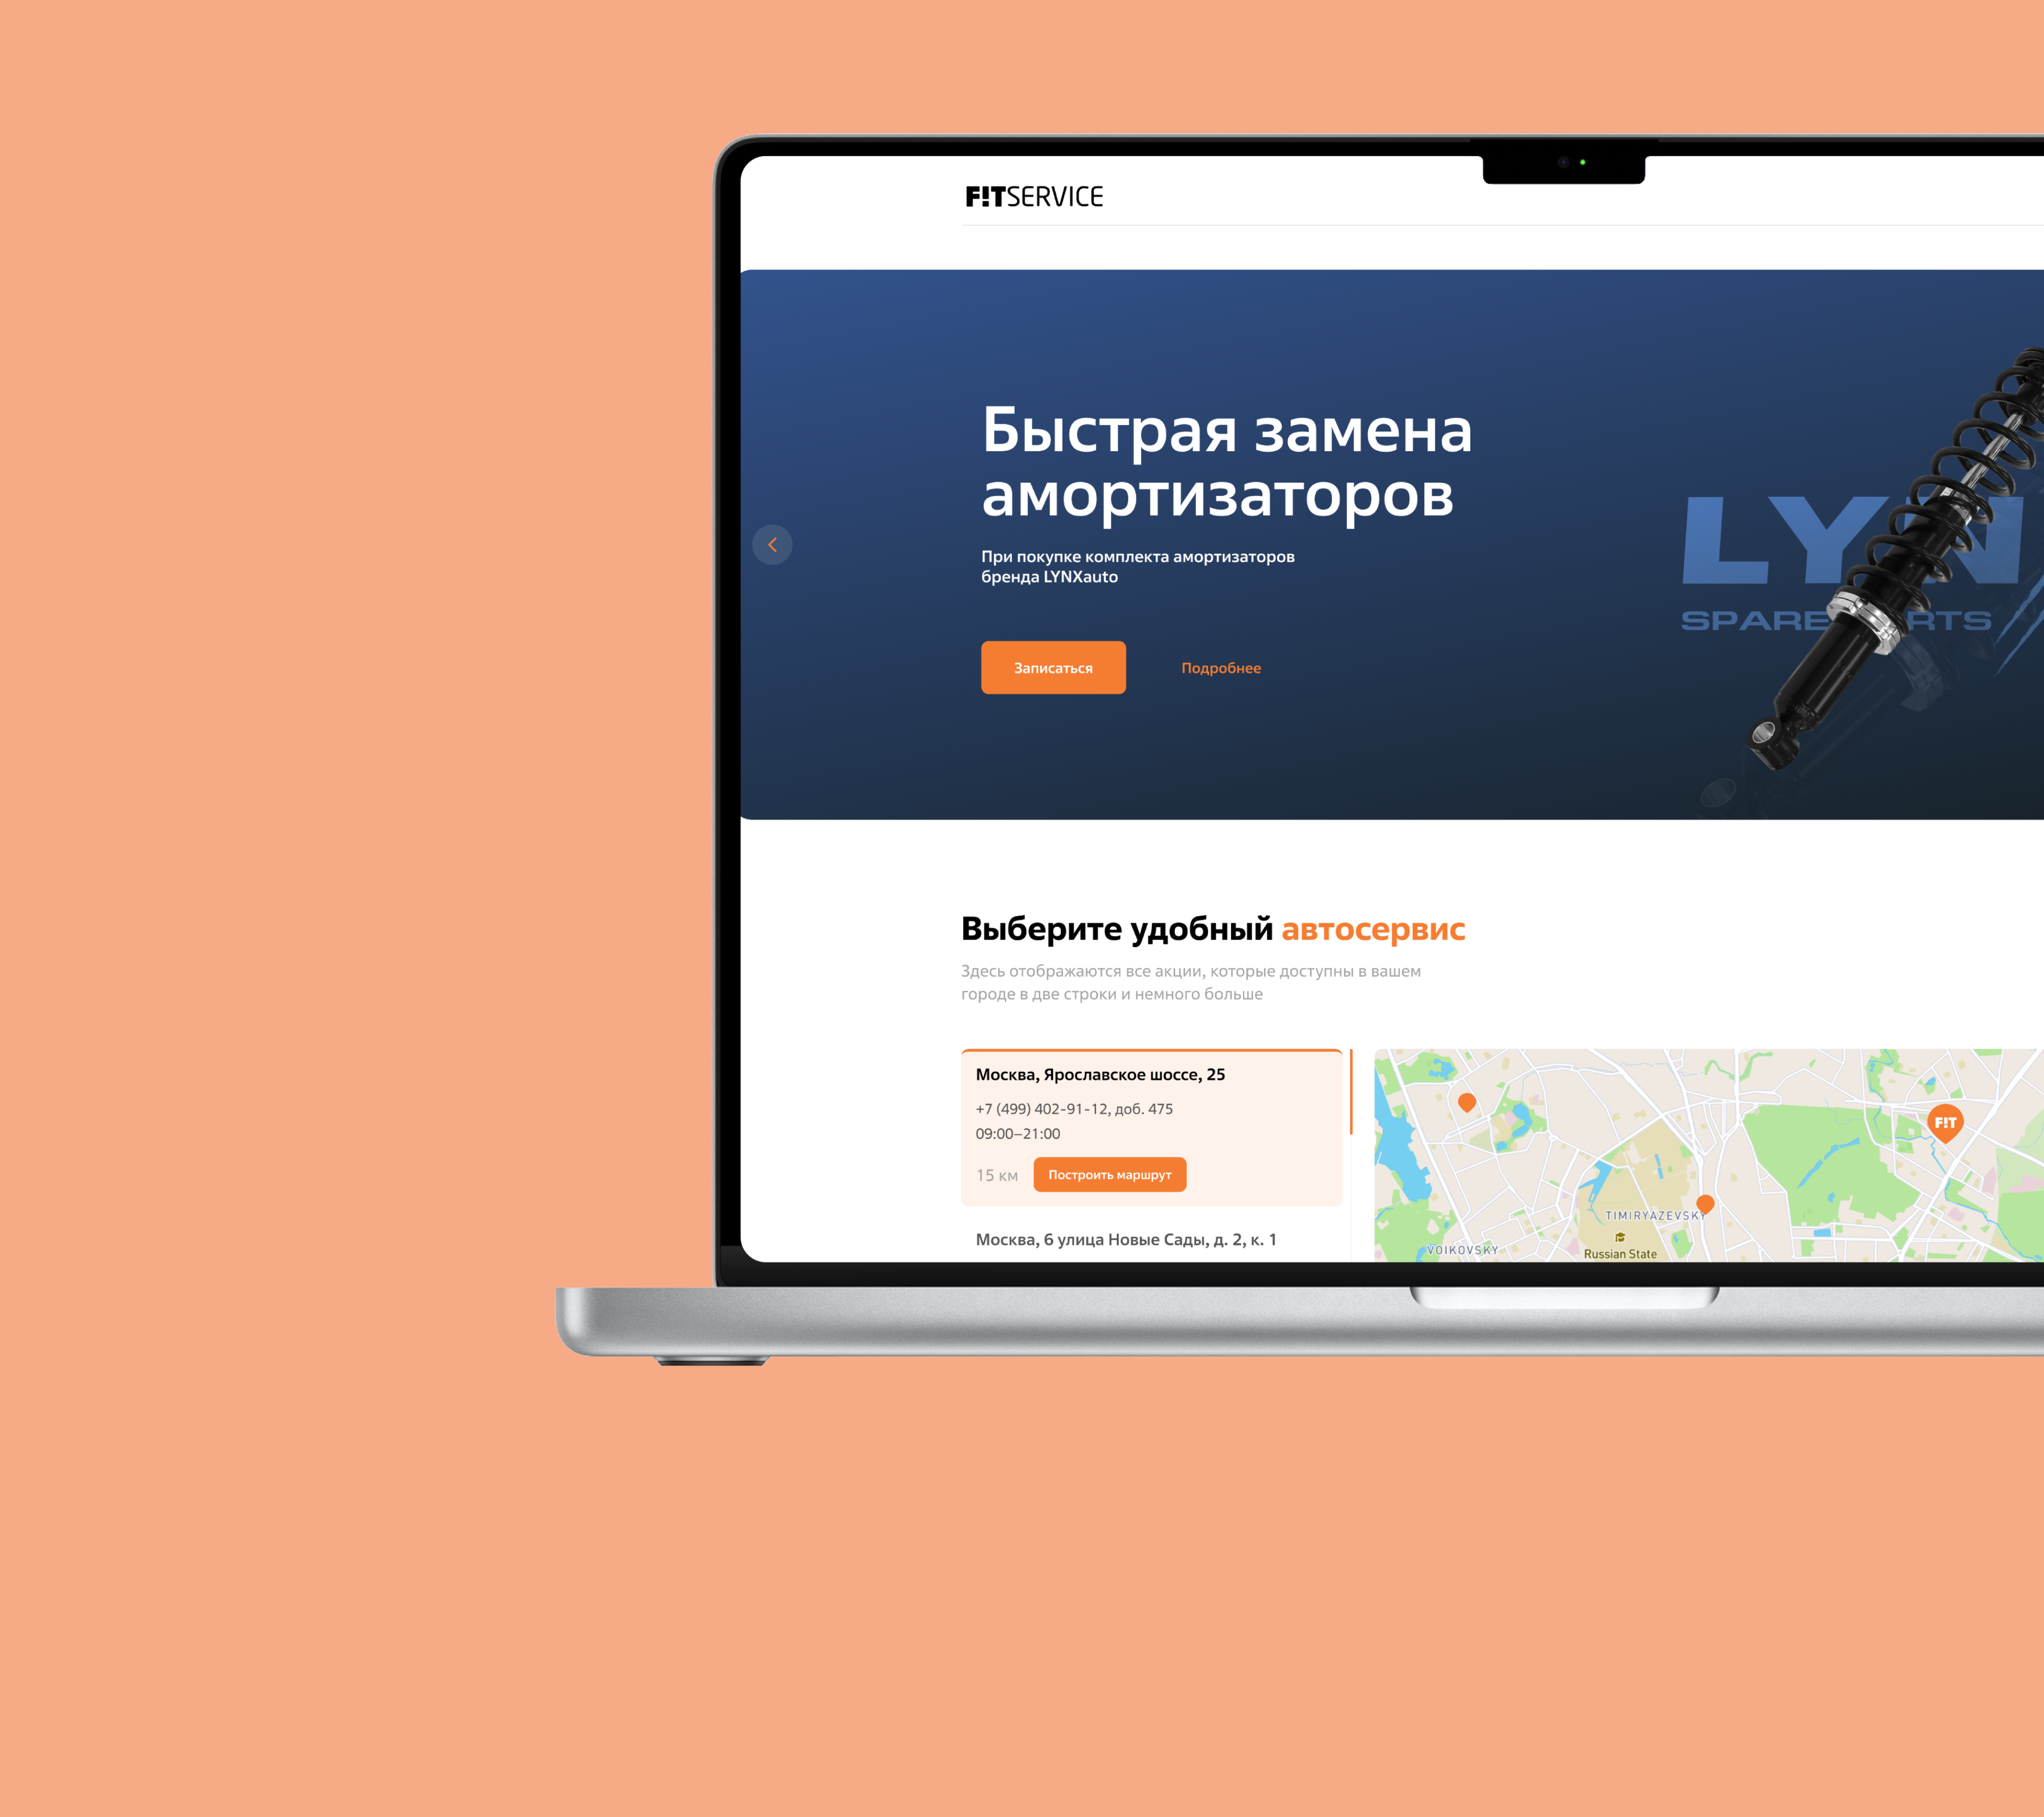 F!TSERVICE
Быстрая замена
амортизаторов
При покупке комплекта амортизаторов
бренда LYNXauto
Записаться
Подробнее
LYN
SPARE RTS
Выберите удобный автосервис
Здесь отображаются все акции, которые доступны в вашем
городе в две строки и немного больше
Москва, Ярославское шоссе, 25
+7 (499) 402-91-12, доб. 475
09:00–21:00
15 км
Построить маршрут
Москва, 6 улица Новые Сады, д. 2, к. 1
F!T
TIMIRYAZEVSKY
VOIKOVSKY
Russian State